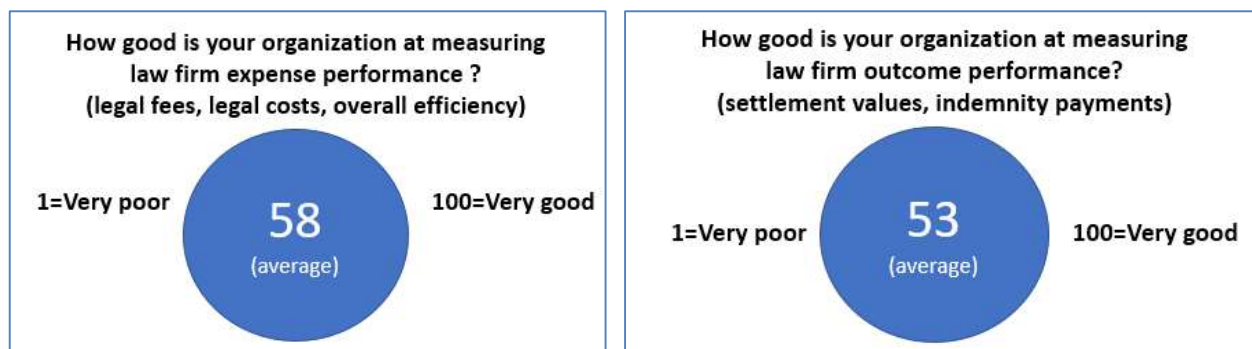 How good is your organization at measuring
law firm expense performance ?
(legal fees, legal costs, overall efficiency)
1=Very poor
58
(average)
100=Very good
How good is your organization at measuring
law firm outcome performance?
(settlement values, indemnity payments)
1=Very poor
53
(average)
100=Very good